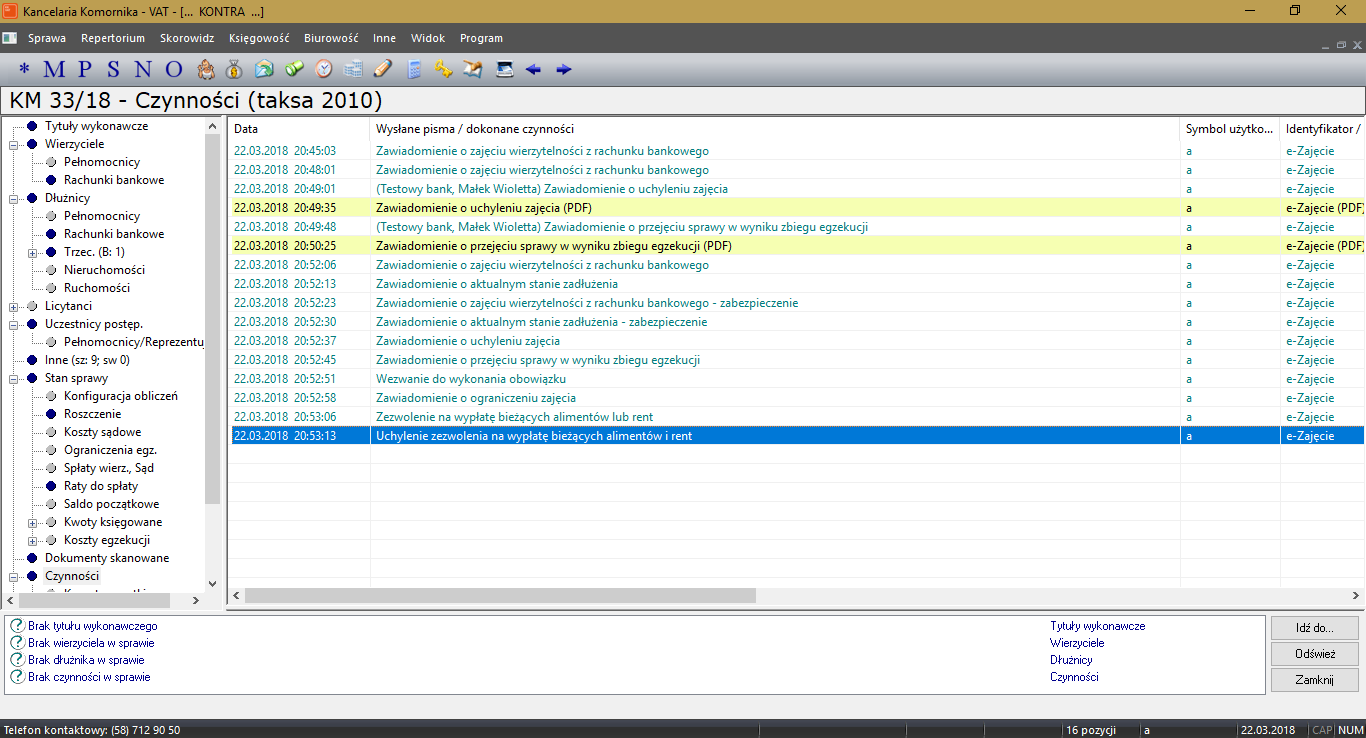 Kancelaria Komornika - VAT - [... KONTRA ...]
Sprawa Repertorium Skorowidz Księgowość Biurowość Inne Widok Program
* M P S N O
KM 33/18 - Czynności (taksa 2010)
Tytuły wykonawcze
Wierzyciele
Pełnomocnicy
Rachunki bankowe
Dłużnicy
Pełnomocnicy
Rachunki bankowe
Trzec. (B: 1)
Nieruchomości
Ruchomości
Licytanci
Uczestnicy postęp.
Pełnomocnicy/Reprezentuj
Inne (sz: 9; sw 0)
Stan sprawy
Konfiguracja obliczeń
Roszczenie
Koszty sądowe
Ograniczenia egz.
Spłaty wierz., Sąd
Raty do spłaty
Saldo początkowe
Kwoty księgowane
Koszty egzekucji
Dokumenty skanowane
Czynności
Data Wysłane pisma / dokonane czynności Symbol użytko... Identyfikator /
22.03.2018 20:45:03 Zawiadomienie o zajęciu wierzytelności z rachunku bankowego a e-Zajęcie
22.03.2018 20:48:01 Zawiadomienie o zajęciu wierzytelności z rachunku bankowego a e-Zajęcie
22.03.2018 20:49:01 (Testowy bank, Małek Wioletta) Zawiadomienie o uchyleniu zajęcia a e-Zajęcie
22.03.2018 20:49:35 Zawiadomienie o uchyleniu zajęcia (PDF) a e-Zajęcie (PDF)
22.03.2018 20:49:48 (Testowy bank, Małek Wioletta) Zawiadomienie o przejęciu sprawy w wyniku zbiegu egzekucji a e-Zajęcie
22.03.2018 20:50:25 Zawiadomienie o przejęciu sprawy w wyniku zbiegu egzekucji (PDF) a e-Zajęcie (PDF)
22.03.2018 20:52:06 Zawiadomienie o zajęciu wierzytelności z rachunku bankowego a e-Zajęcie
22.03.2018 20:52:13 Zawiadomienie o aktualnym stanie zadłużenia a e-Zajęcie
22.03.2018 20:52:23 Zawiadomienie o zajęciu wierzytelności z rachunku bankowego - zabezpieczenie a e-Zajęcie
22.03.2018 20:52:30 Zawiadomienie o aktualnym stanie zadłużenia - zabezpieczenie a e-Zajęcie
22.03.2018 20:52:37 Zawiadomienie o uchyleniu zajęcia a e-Zajęcie
22.03.2018 20:52:45 Zawiadomienie o przejęciu sprawy w wyniku zbiegu egzekucji a e-Zajęcie
22.03.2018 20:52:51 Wezwanie do wykonania obowiązku a e-Zajęcie
22.03.2018 20:52:58 Zawiadomienie o ograniczeniu zajęcia a e-Zajęcie
22.03.2018 20:53:06 Zezwolenie na wypłatę bieżących alimentów lub rent a e-Zajęcie
22.03.2018 20:53:13 Uchylenie zezwolenia na wypłatę bieżących alimentów i rent a e-Zajęcie
Brak tytułu wykonawczego Tytuły wykonawcze
Brak wierzyciela w sprawie Wierzyciele
Brak dłużnika w sprawie Dłużnicy
Brak czynności w sprawie Czynności
Idź do...
Odśwież
Zamknij
Telefon kontaktowy: (58) 712 90 50 16 pozycji a 22.03.2018 CAP NUM